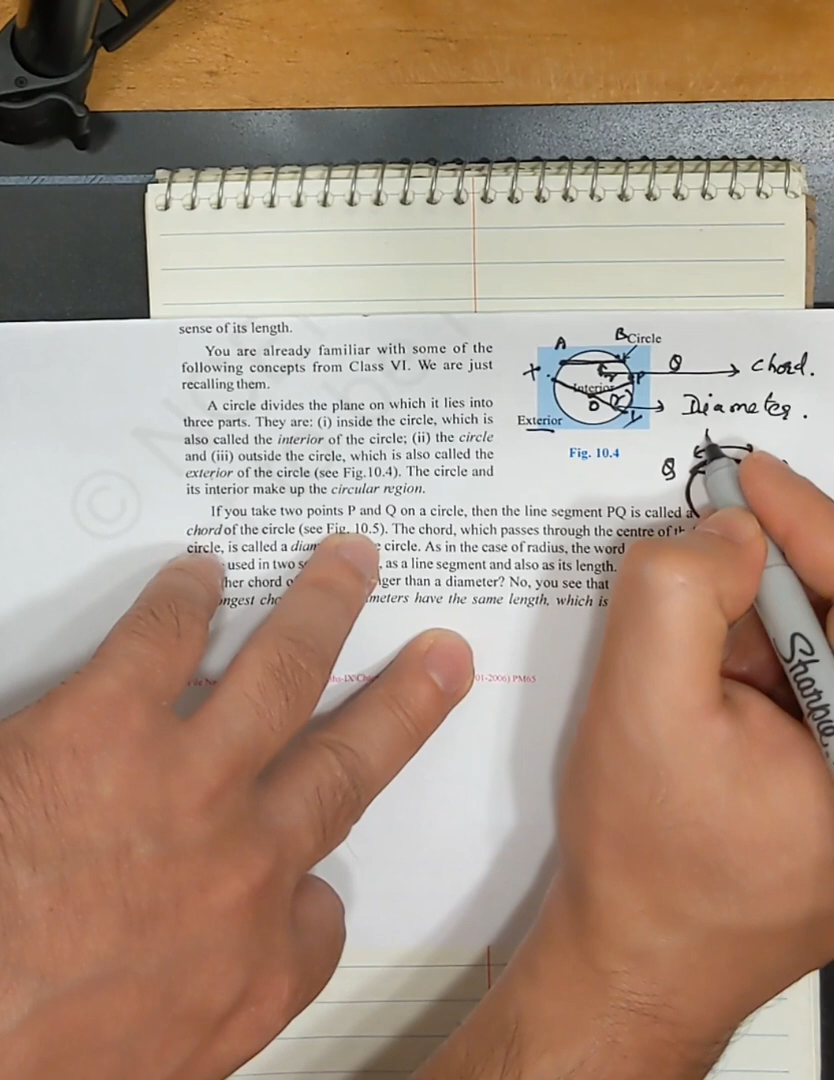 sense of its length.
You are already familiar with some of the
following concepts from Class VI. We are just
recalling them.
A circle divides the plane on which it lies into
three parts. They are: (i) inside the circle, which is
also called the interior of the circle; (ii) the circle
and (iii) outside the circle, which is also called the
exterior of the circle (see Fig.10.4). The circle and
its interior make up the circular region.
A
B Circle
Q
chord.
P
Interior
O
Exterior
Diameter.
Fig. 10.4
Q
If you take two points P and Q on a circle, then the line segment PQ is called a
chord of the circle (see Fig. 10.5). The chord, which passes through the centre of
circle, is called a circle. As in the case of radius, the word
used in two , as a line segment and also as its length.
chord than a diameter? No, you see that
have the same length, which is
01-2006) PM65
Sharpie